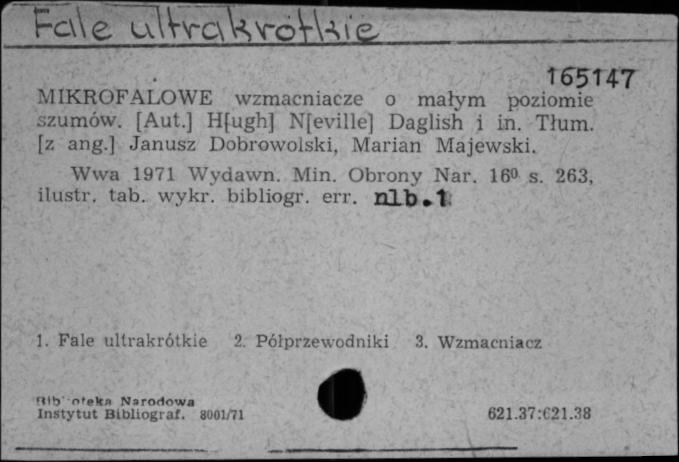 Fale ultrakrótkie
165147
MIKROFALOWE wzmacniacze o małym poziomie
szumów. [Aut.] H[ugh] N[eville] Daglish i in. Tłum.
[z ang.] Janusz Dobrowolski, Marian Majewski.
Wwa 1971 Wydawn. Min. Obrony Nar. 16⁰ s. 263,
ilustr. tab. wykr. bibliogr. err. nlb.1
1. Fale ultrakrótkie 2. Półprzewodniki 3. Wzmacniacz
Biblioteka Narodowa
Instytut Bibliograf. 8001/71
621.37:621.38